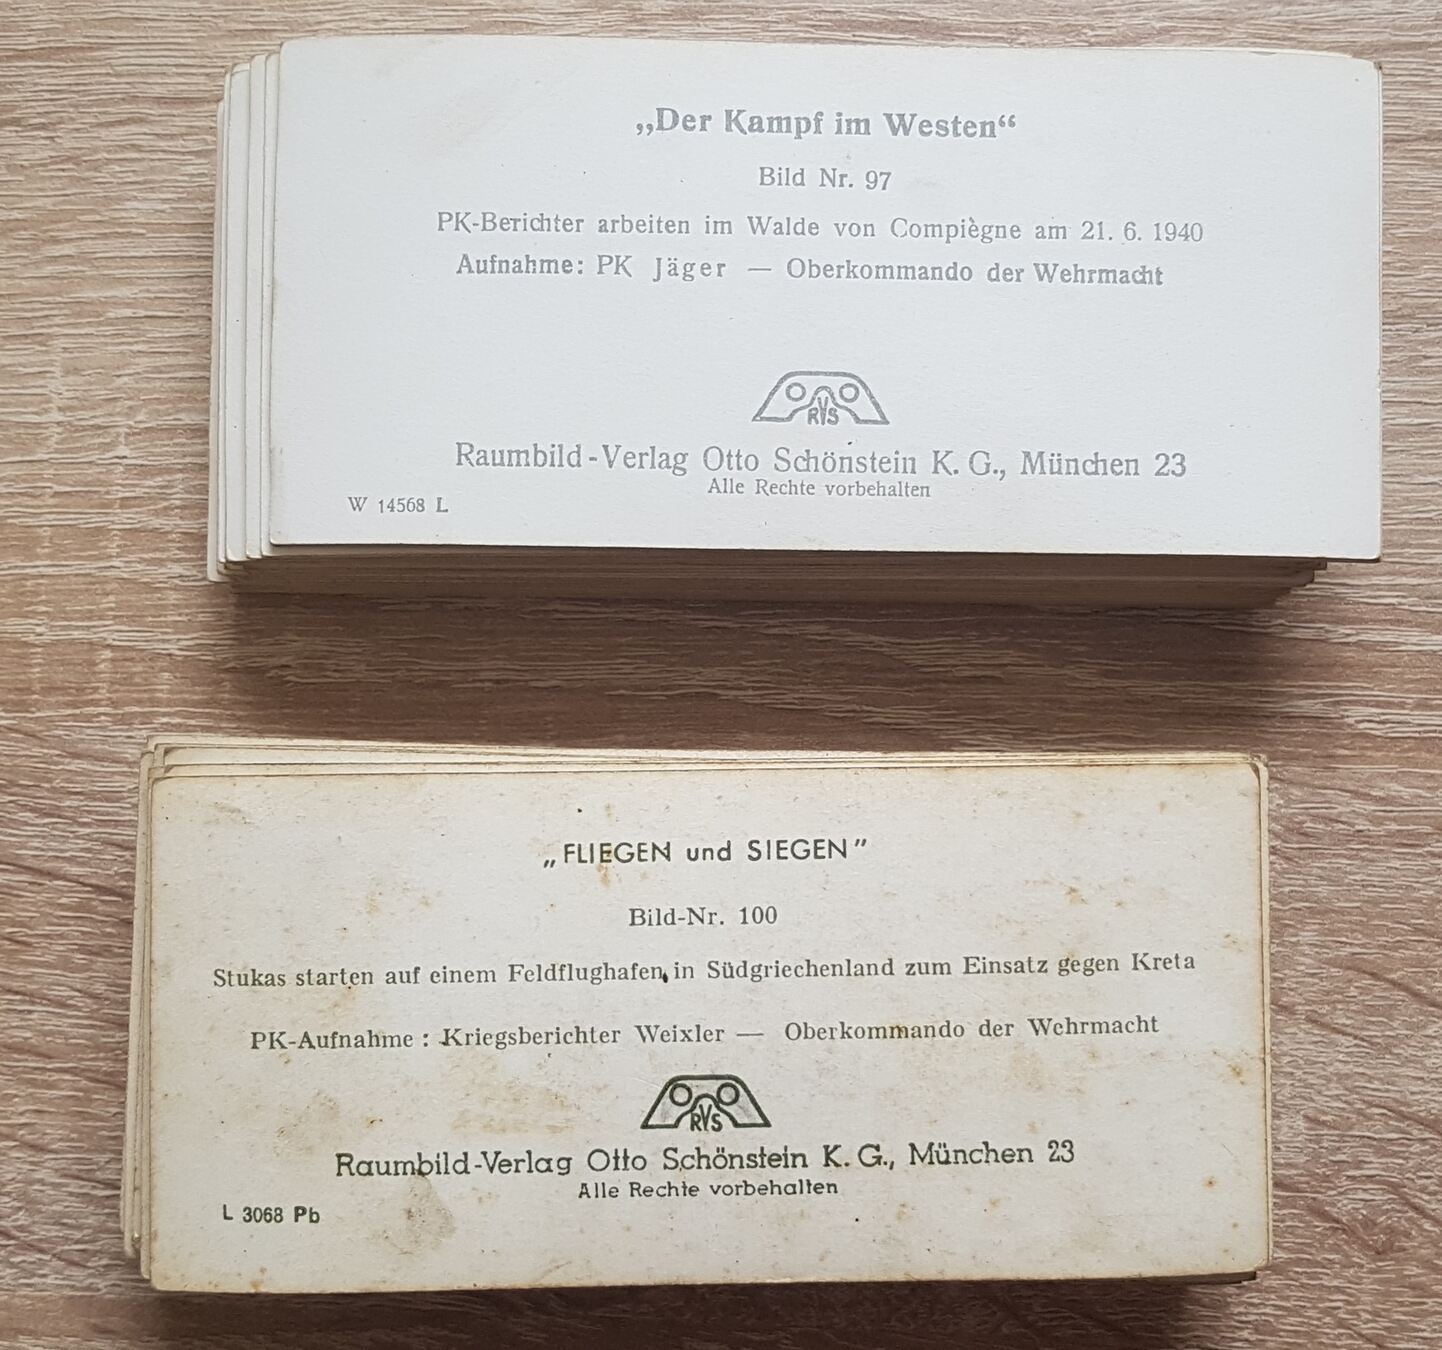 „Der Kampf im Westen“
Bild Nr. 97
PK-Berichter arbeiten im Walde von Compiègne am 21. 6. 1940
Aufnahme: PK Jäger — Oberkommando der Wehrmacht
RVS
Raumbild-Verlag Otto Schönstein K. G., München 23
Alle Rechte vorbehalten
W 14568 L
„FLIEGEN und SIEGEN”
Bild-Nr. 100
Stukas starten auf einem Feldflughafen in Südgriechenland zum Einsatz gegen Kreta
PK-Aufnahme : Kriegsberichter Weixler — Oberkommando der Wehrmacht
RVS
Raumbild-Verlag Otto Schönstein K. G., München 23
Alle Rechte vorbehalten
L 3068 Pb